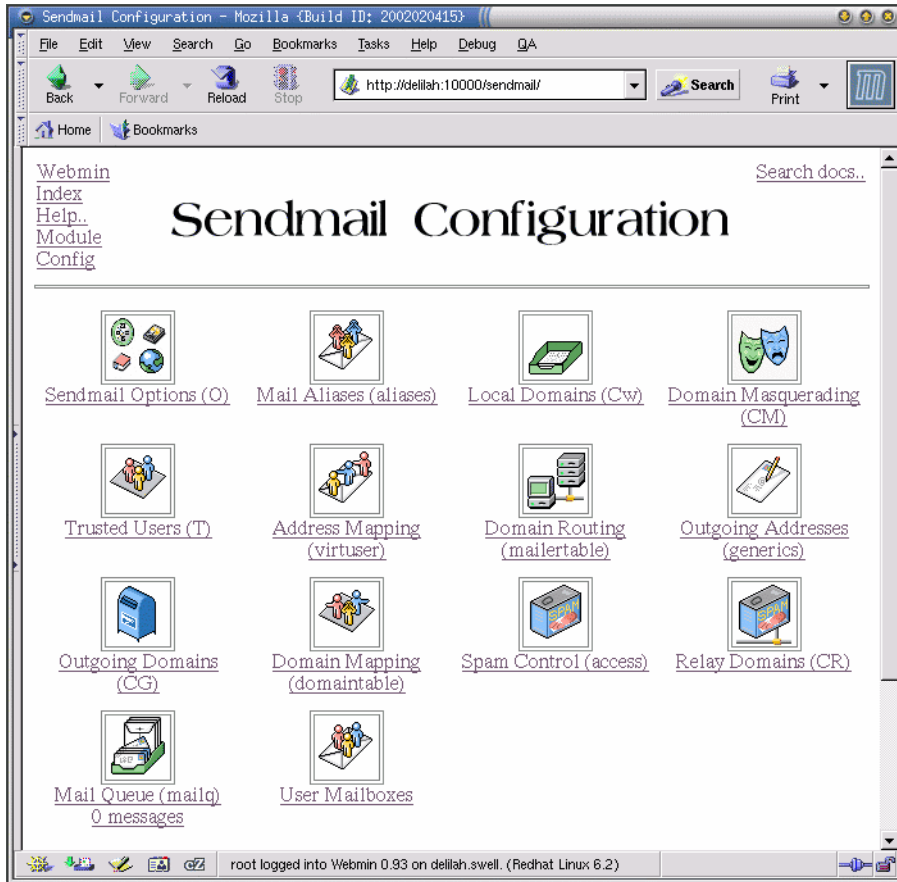 Sendmail Configuration - Mozilla {Build ID: 2002020415}
File Edit View Search Go Bookmarks Tasks Help Debug QA
Back Forward Reload Stop http://delilah:10000/sendmail/ Search Print
Home Bookmarks
Webmin
Index
Help..
Module
Config
Search docs..
Sendmail Configuration
Sendmail Options (O)
Mail Aliases (aliases)
Local Domains (Cw)
Domain Masquerading
(CM)
Trusted Users (T)
Address Mapping
(virtuser)
Domain Routing
(mailertable)
Outgoing Addresses
(generics)
Outgoing Domains
(CG)
Domain Mapping
(domaintable)
SPAM
Spam Control (access)
SPAM
Relay Domains (CR)
Mail Queue (mailq)
0 messages
User Mailboxes
root logged into Webmin 0.93 on delilah.swell. (Redhat Linux 6.2)